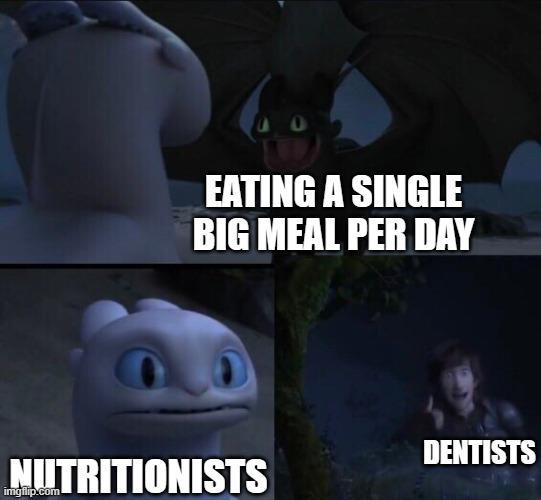 EATING A SINGLE
BIG MEAL PER DAY
NUTRITIONISTS
DENTISTS
imgflip.com